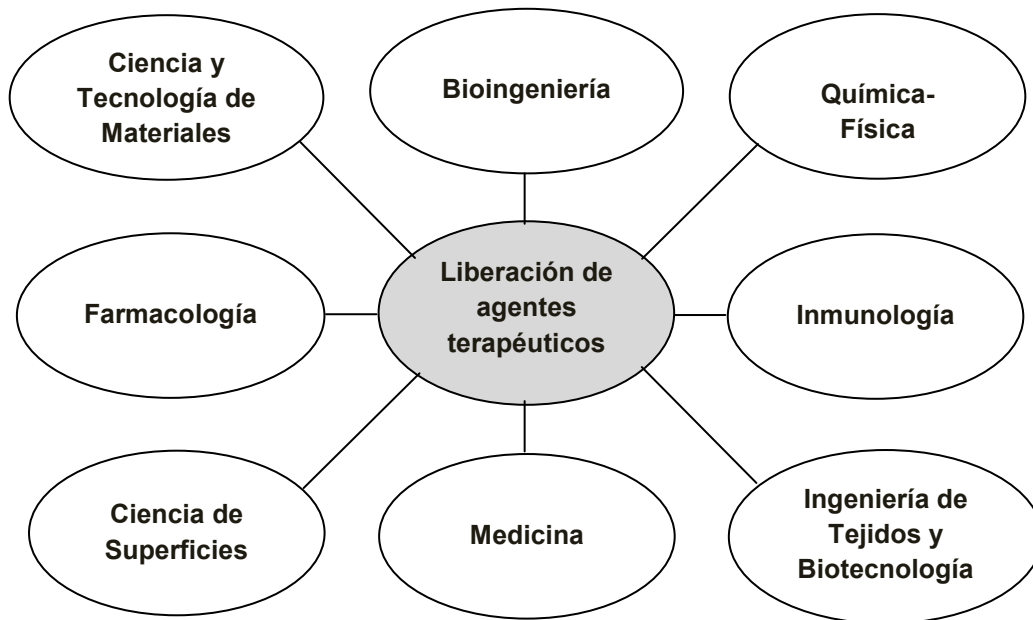 Ciencia y
Tecnología de
Materiales
Bioingeniería
Química-
Física
Farmacología
Liberación de
agentes
terapéuticos
Inmunología
Ciencia de
Superficies
Medicina
Ingeniería de
Tejidos y
Biotecnología